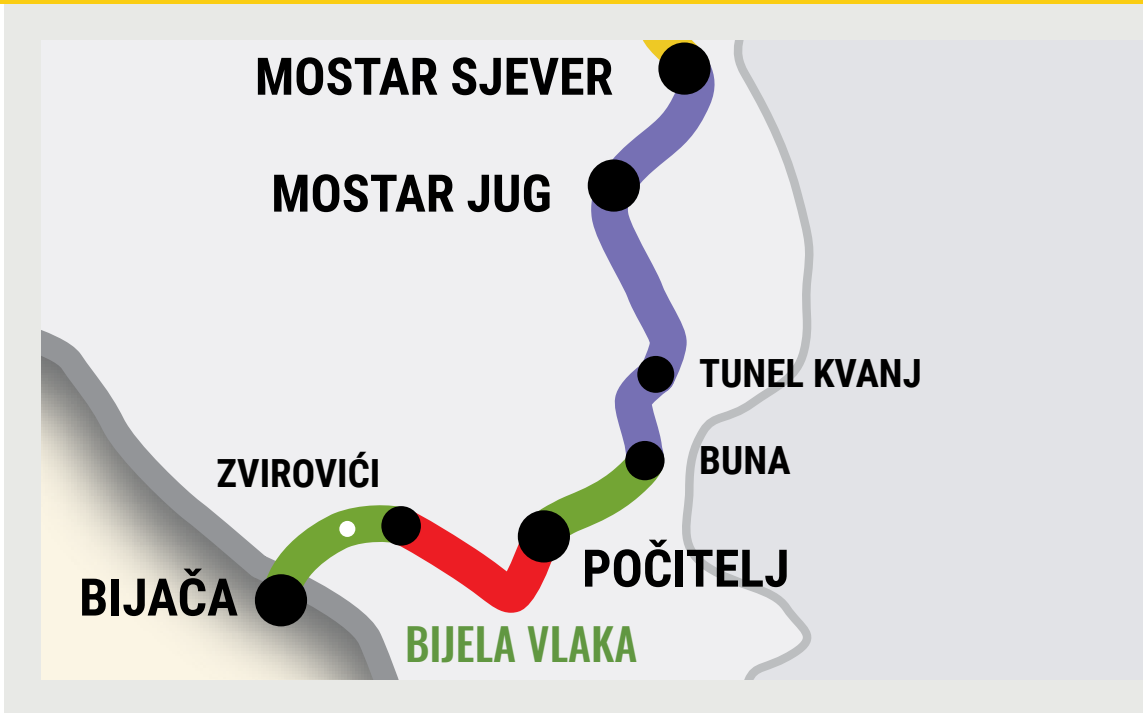 MOSTAR SJEVER
MOSTAR JUG
TUNEL KVANJ
BUNA
ZVIROVIĆI
POČITELJ
BIJAČA
BIJELA VLAKA